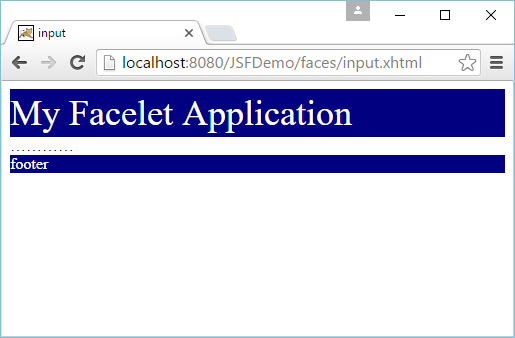 input
localhost:8080/JSFDemo/faces/input.xhtml
My Facelet Application
............
footer